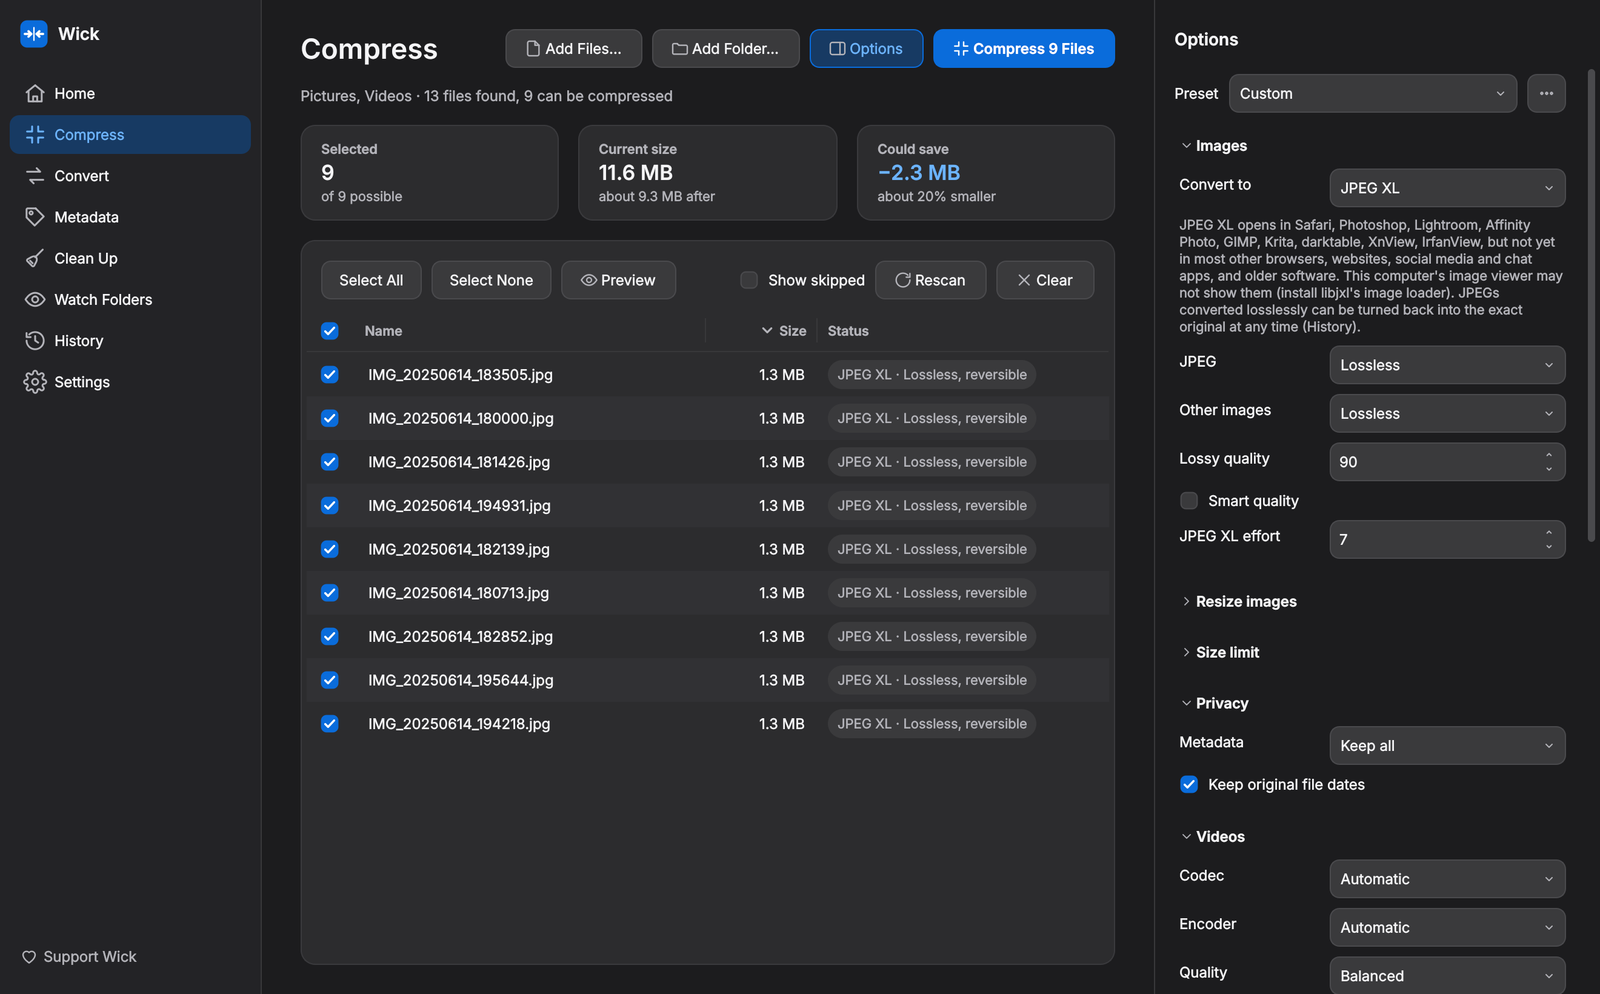 Wick
Home
Compress
Convert
Metadata
Clean Up
Watch Folders
History
Settings
Support Wick
Compress
Add Files...
Add Folder...
Options
Compress 9 Files
Pictures, Videos · 13 files found, 9 can be compressed
Selected
9
of 9 possible
Current size
11.6 MB
about 9.3 MB after
Could save
−2.3 MB
about 20% smaller
Select All
Select None
Preview
Show skipped
Rescan
Clear
Name Size Status
IMG_20250614_183505.jpg 1.3 MB JPEG XL · Lossless, reversible
IMG_20250614_180000.jpg 1.3 MB JPEG XL · Lossless, reversible
IMG_20250614_181426.jpg 1.3 MB JPEG XL · Lossless, reversible
IMG_20250614_194931.jpg 1.3 MB JPEG XL · Lossless, reversible
IMG_20250614_182139.jpg 1.3 MB JPEG XL · Lossless, reversible
IMG_20250614_180713.jpg 1.3 MB JPEG XL · Lossless, reversible
IMG_20250614_182852.jpg 1.3 MB JPEG XL · Lossless, reversible
IMG_20250614_195644.jpg 1.3 MB JPEG XL · Lossless, reversible
IMG_20250614_194218.jpg 1.3 MB JPEG XL · Lossless, reversible
Options
Preset Custom
Images
Convert to JPEG XL
JPEG XL opens in Safari, Photoshop, Lightroom, Affinity
Photo, GIMP, Krita, darktable, XnView, IrfanView, but not yet
in most other browsers, websites, social media and chat
apps, and older software. This computer's image viewer may
not show them (install libjxl's image loader). JPEGs
converted losslessly can be turned back into the exact
original at any time (History).
JPEG Lossless
Other images Lossless
Lossy quality 90
Smart quality
JPEG XL effort 7
Resize images
Size limit
Privacy
Metadata Keep all
Keep original file dates
Videos
Codec Automatic
Encoder Automatic
Quality Balanced